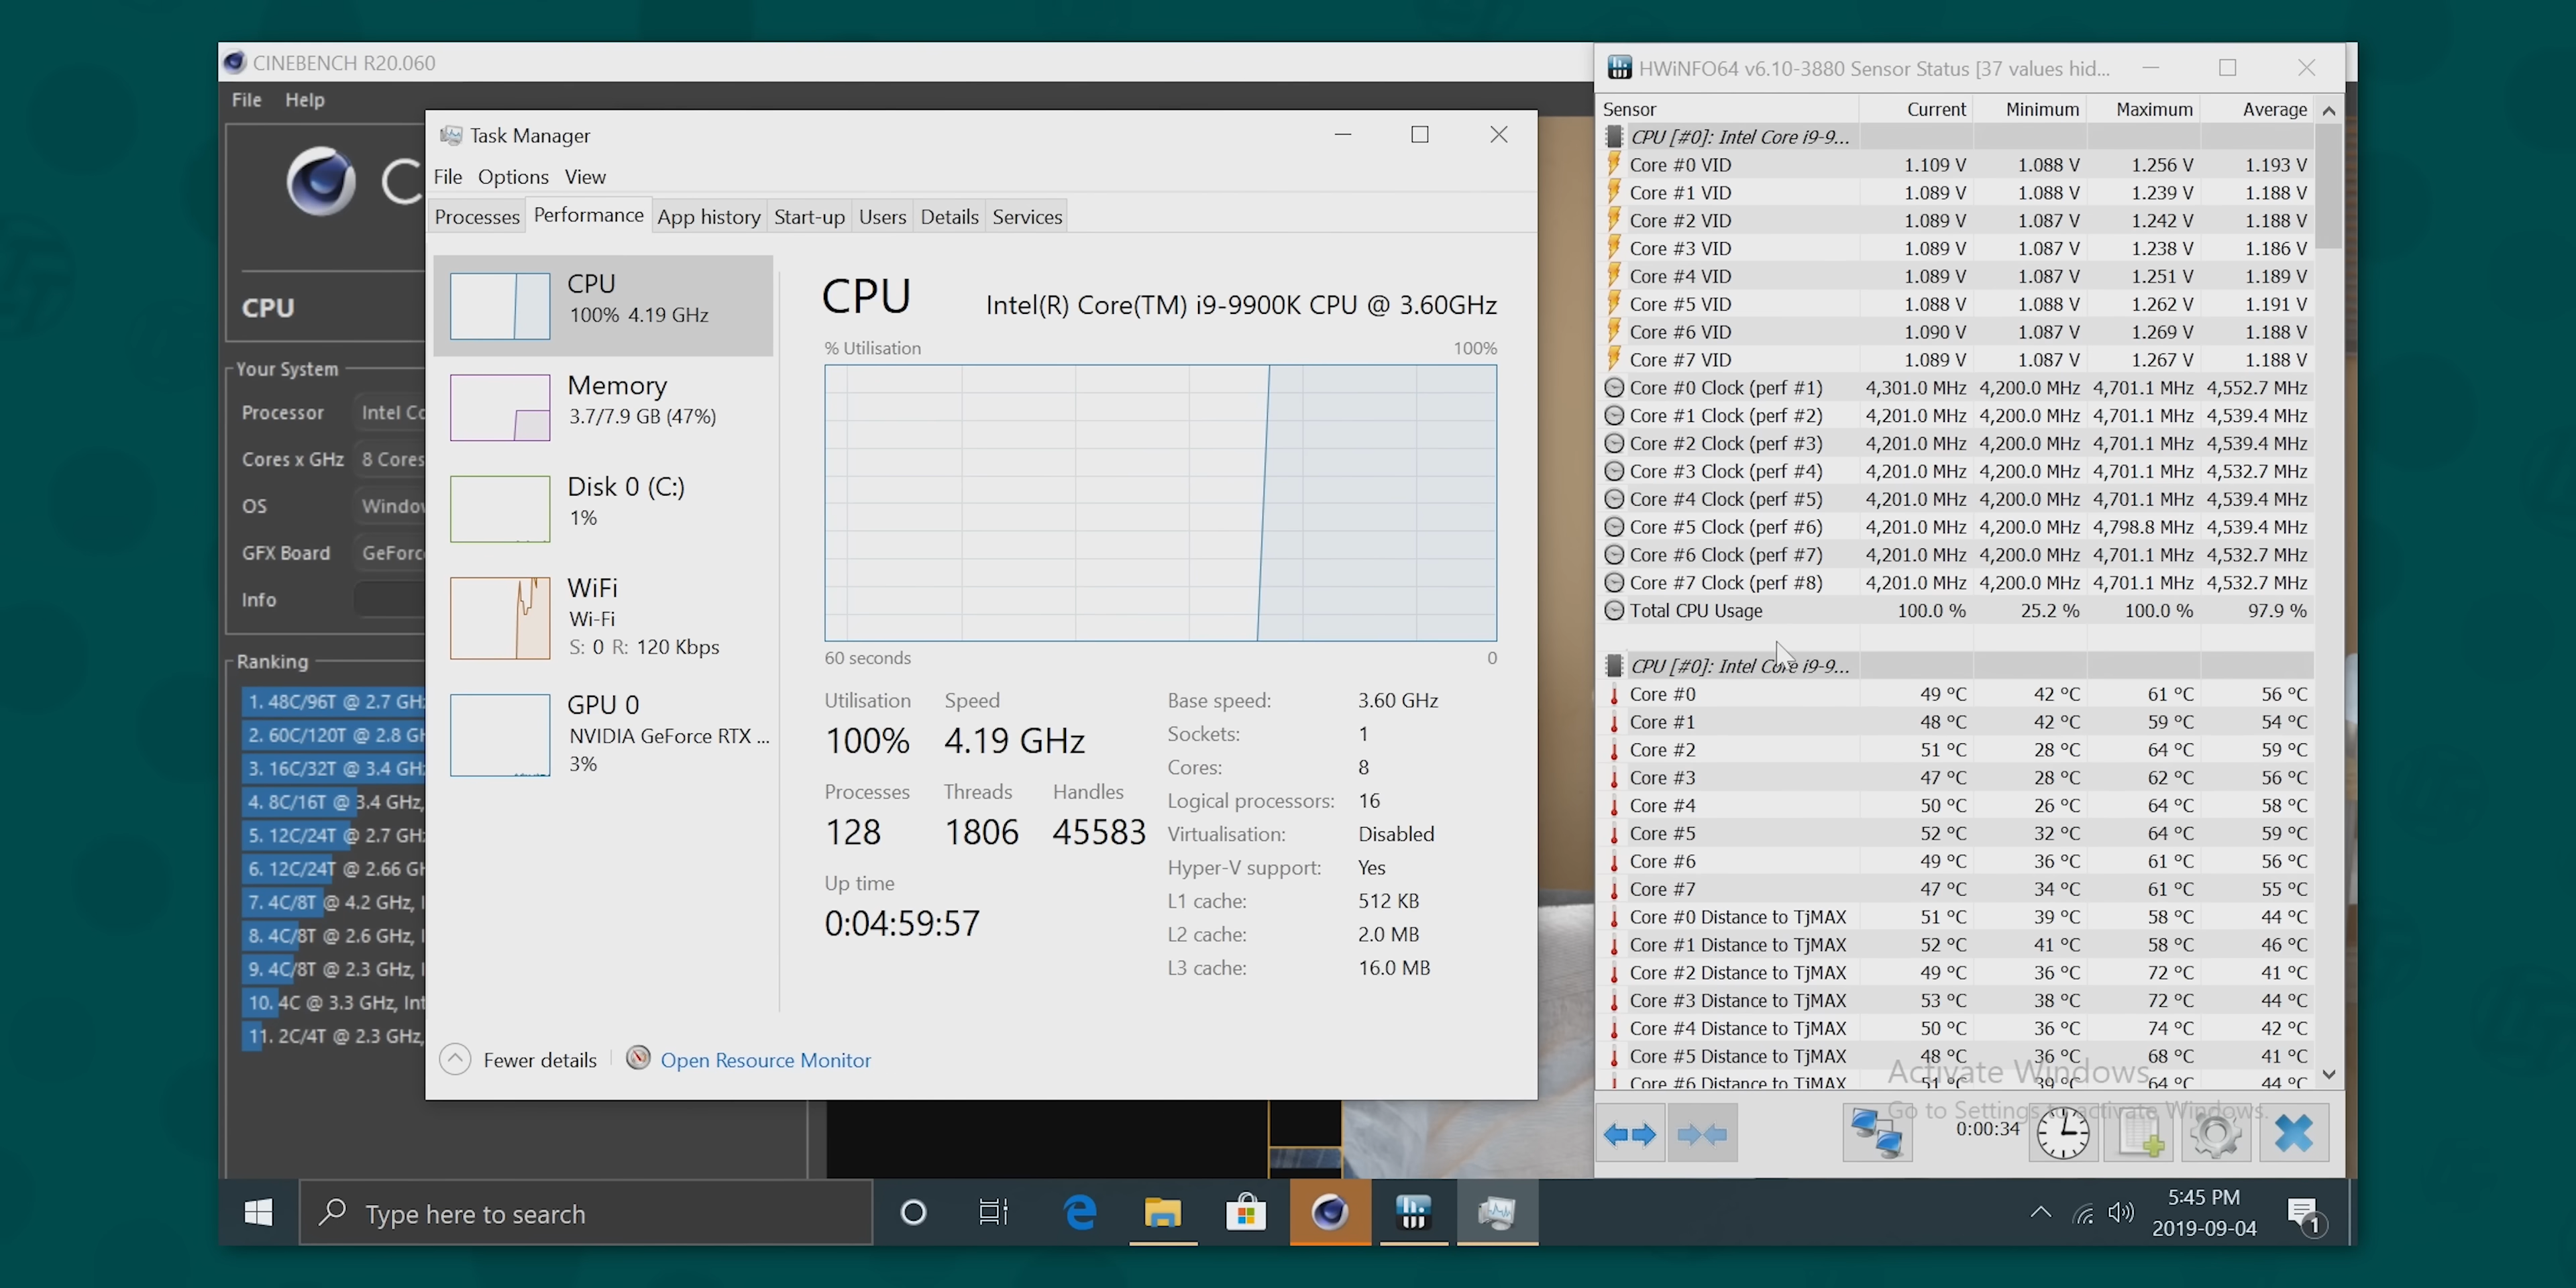 CINEBENCH R20.060
File Help
C
CPU
Your System
Processor Intel Co
Cores x GHz 8 Cores
OS Window
GFX Board GeForc
Info
Ranking
1. 48C/96T @ 2.7 GHz
2. 60C/120T @ 2.8 GH
3. 16C/32T @ 3.4 GHz
4. 8C/16T @ 3.4 GHz,
5. 12C/24T @ 2.7 GHz
6. 12C/24T @ 2.66 GH
7. 4C/8T @ 4.2 GHz, I
8. 4C/8T @ 2.6 GHz, I
9. 4C/8T @ 2.3 GHz, I
10. 4C @ 3.3 GHz, Int
11. 2C/4T @ 2.3 GHz,
Task Manager
File Options View
Processes Performance App history Start-up Users Details Services
CPU
100% 4.19 GHz
Memory
3.7/7.9 GB (47%)
Disk 0 (C:)
1%
WiFi
Wi-Fi
S: 0 R: 120 Kbps
GPU 0
NVIDIA GeForce RTX ...
3%
CPU Intel(R) Core(TM) i9-9900K CPU @ 3.60GHz
% Utilisation 100%
60 seconds 0
Utilisation Speed
100% 4.19 GHz
Processes Threads Handles
128 1806 45583
Up time
0:04:59:57
Base speed: 3.60 GHz
Sockets: 1
Cores: 8
Logical processors: 16
Virtualisation: Disabled
Hyper-V support: Yes
L1 cache: 512 KB
L2 cache: 2.0 MB
L3 cache: 16.0 MB
Fewer details Open Resource Monitor
HWiNFO64 v6.10-3880 Sensor Status [37 values hid...
Sensor Current Minimum Maximum Average
CPU [#0]: Intel Core i9-9...
Core #0 VID 1.109 V 1.088 V 1.256 V 1.193 V
Core #1 VID 1.089 V 1.088 V 1.239 V 1.188 V
Core #2 VID 1.089 V 1.087 V 1.242 V 1.188 V
Core #3 VID 1.089 V 1.087 V 1.238 V 1.186 V
Core #4 VID 1.089 V 1.087 V 1.251 V 1.189 V
Core #5 VID 1.088 V 1.088 V 1.262 V 1.191 V
Core #6 VID 1.090 V 1.087 V 1.269 V 1.188 V
Core #7 VID 1.089 V 1.087 V 1.267 V 1.188 V
Core #0 Clock (perf #1) 4,301.0 MHz 4,200.0 MHz 4,701.1 MHz 4,552.7 MHz
Core #1 Clock (perf #2) 4,201.0 MHz 4,200.0 MHz 4,701.1 MHz 4,539.4 MHz
Core #2 Clock (perf #3) 4,201.0 MHz 4,200.0 MHz 4,701.1 MHz 4,539.4 MHz
Core #3 Clock (perf #4) 4,201.0 MHz 4,200.0 MHz 4,701.1 MHz 4,532.7 MHz
Core #4 Clock (perf #5) 4,201.0 MHz 4,200.0 MHz 4,701.1 MHz 4,539.4 MHz
Core #5 Clock (perf #6) 4,201.0 MHz 4,200.0 MHz 4,798.8 MHz 4,539.4 MHz
Core #6 Clock (perf #7) 4,201.0 MHz 4,200.0 MHz 4,701.1 MHz 4,532.7 MHz
Core #7 Clock (perf #8) 4,201.0 MHz 4,200.0 MHz 4,701.1 MHz 4,532.7 MHz
Total CPU Usage 100.0 % 25.2 % 100.0 % 97.9 %
CPU [#0]: Intel Core i9-9...
Core #0 49 °C 42 °C 61 °C 56 °C
Core #1 48 °C 42 °C 59 °C 54 °C
Core #2 51 °C 28 °C 64 °C 59 °C
Core #3 47 °C 28 °C 62 °C 56 °C
Core #4 50 °C 26 °C 64 °C 58 °C
Core #5 52 °C 32 °C 64 °C 59 °C
Core #6 49 °C 36 °C 61 °C 56 °C
Core #7 47 °C 34 °C 61 °C 55 °C
Core #0 Distance to TjMAX 51 °C 39 °C 58 °C 44 °C
Core #1 Distance to TjMAX 52 °C 41 °C 58 °C 46 °C
Core #2 Distance to TjMAX 49 °C 36 °C 72 °C 41 °C
Core #3 Distance to TjMAX 53 °C 38 °C 72 °C 44 °C
Core #4 Distance to TjMAX 50 °C 36 °C 74 °C 42 °C
Core #5 Distance to TjMAX 48 °C 36 °C 68 °C 41 °C
Core #6 Distance to TjMAX 51 °C 39 °C 64 °C 44 °C
Activate Windows
Go to Settings to activate Windows.
0:00:34
Type here to search
5:45 PM
2019-09-04
1